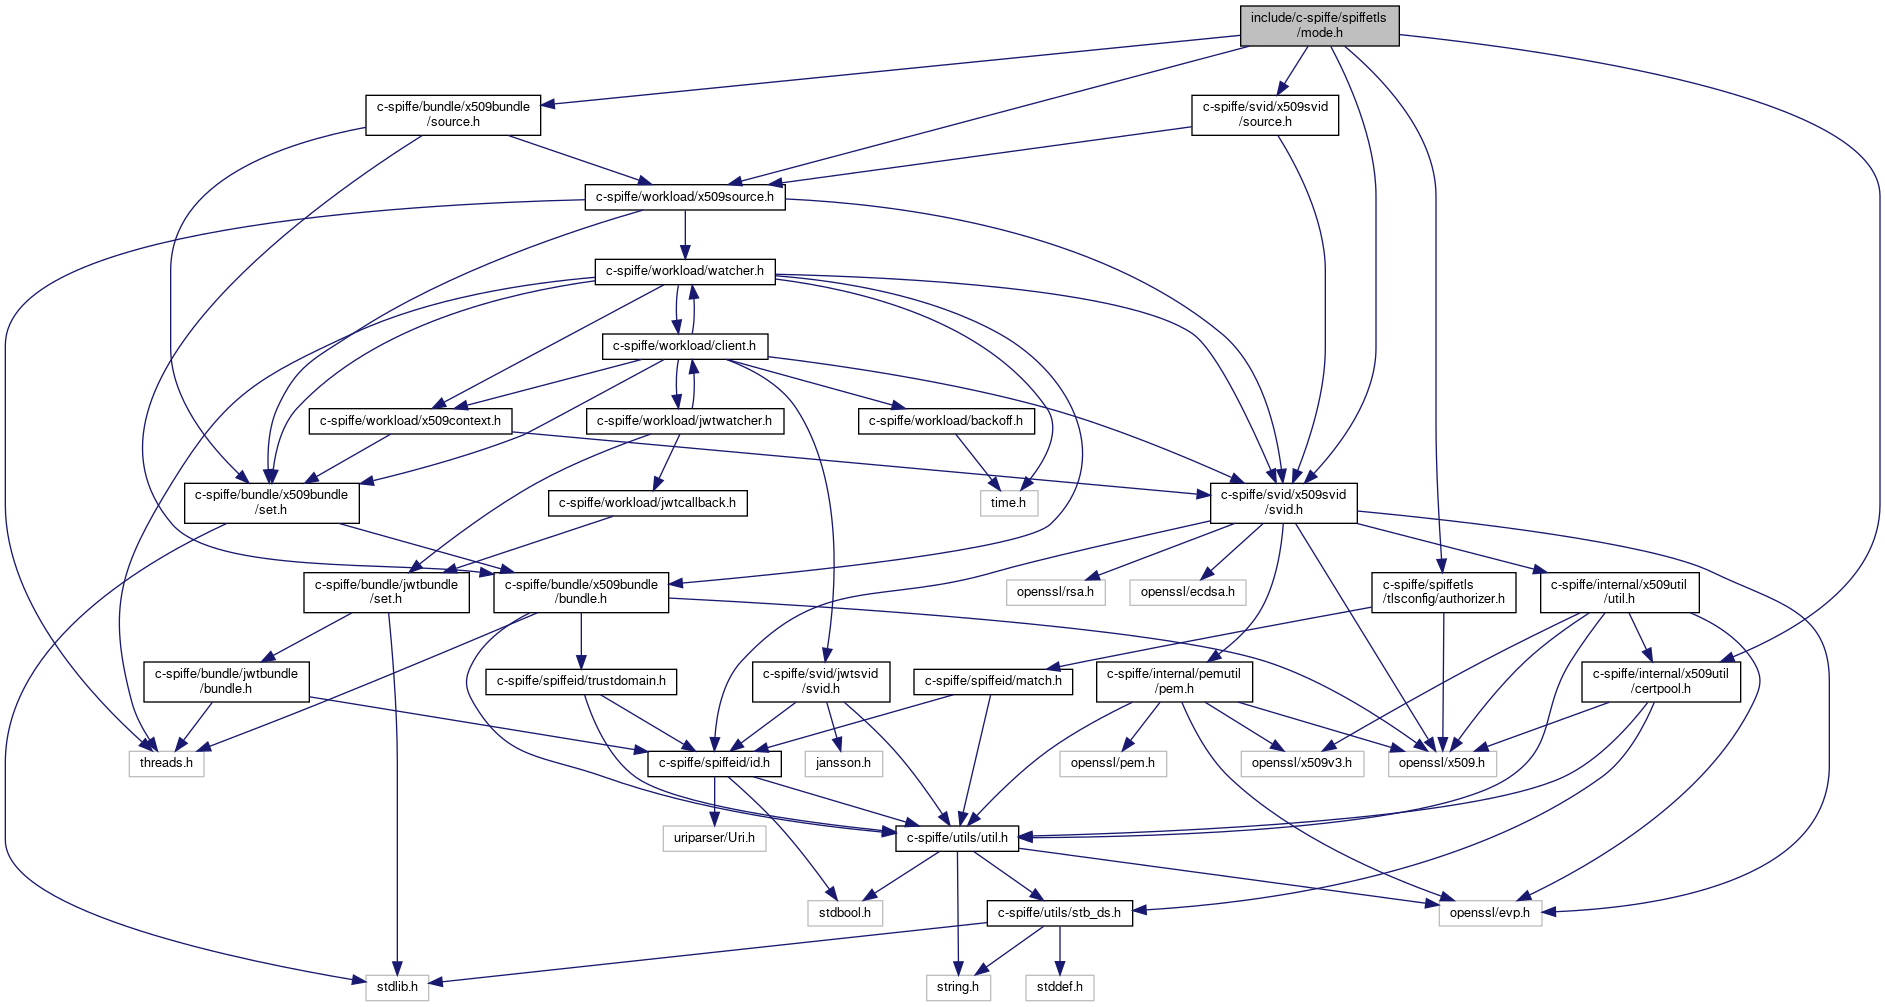 include/c-spiffe/spiffetls
/mode.h
c-spiffe/bundle/x509bundle
/source.h
c-spiffe/svid/x509svid
/source.h
c-spiffe/workload/x509source.h
c-spiffe/workload/watcher.h
c-spiffe/workload/client.h
c-spiffe/workload/x509context.h
c-spiffe/workload/jwtwatcher.h
c-spiffe/workload/backoff.h
c-spiffe/bundle/x509bundle
/set.h
c-spiffe/workload/jwtcallback.h
time.h
c-spiffe/svid/x509svid
/svid.h
c-spiffe/bundle/jwtbundle
/set.h
c-spiffe/bundle/x509bundle
/bundle.h
openssl/rsa.h
openssl/ecdsa.h
c-spiffe/spiffetls
/tlsconfig/authorizer.h
c-spiffe/internal/x509util
/util.h
c-spiffe/bundle/jwtbundle
/bundle.h
c-spiffe/spiffeid/trustdomain.h
c-spiffe/svid/jwtsvid
/svid.h
c-spiffe/spiffeid/match.h
c-spiffe/internal/pemutil
/pem.h
c-spiffe/internal/x509util
/certpool.h
threads.h
c-spiffe/spiffeid/id.h
jansson.h
openssl/pem.h
openssl/x509v3.h
openssl/x509.h
uriparser/Uri.h
c-spiffe/utils/util.h
stdbool.h
c-spiffe/utils/stb_ds.h
openssl/evp.h
stdlib.h
string.h
stddef.h